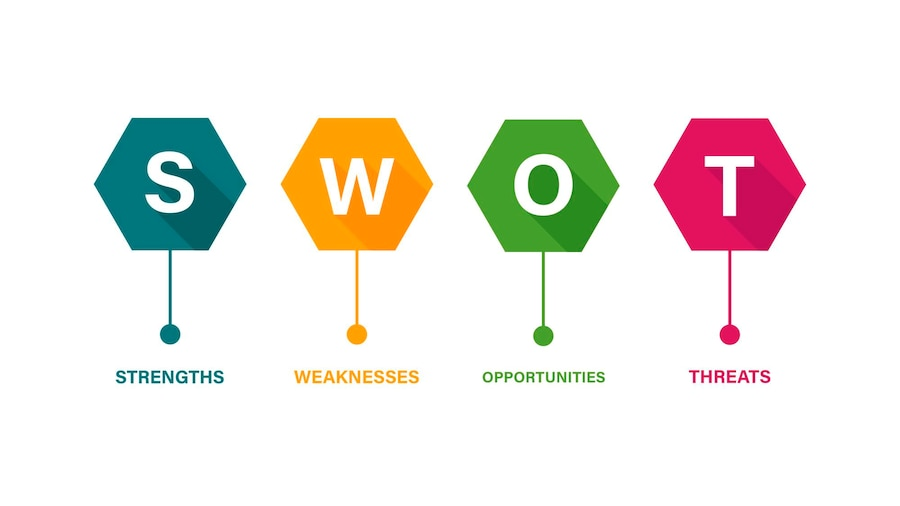 S W O T
STRENGTHS WEAKNESSES OPPORTUNITIES THREATS